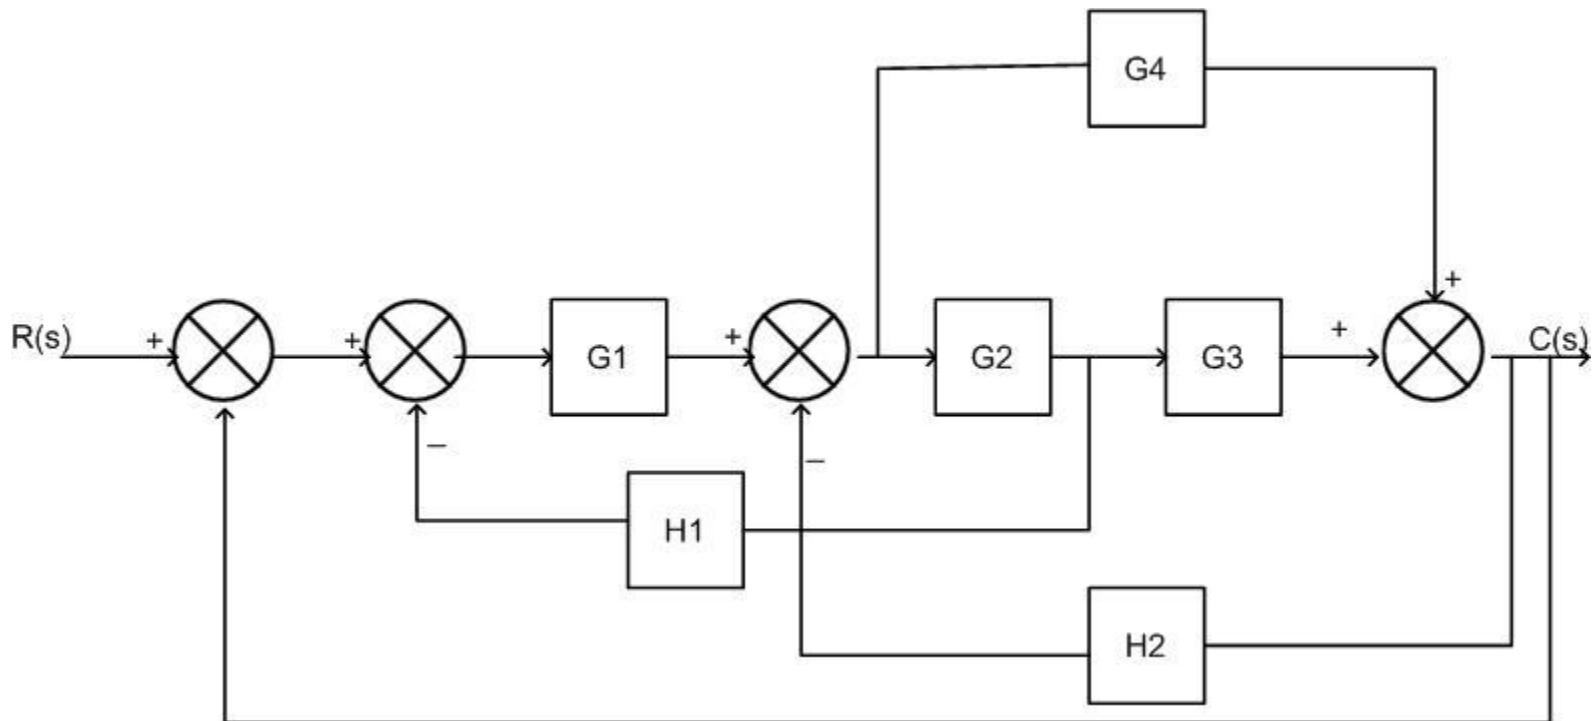 G4
+
R(s)
+
+
G1
+
G2
G3
+
C(s)
−
−
H1
H2